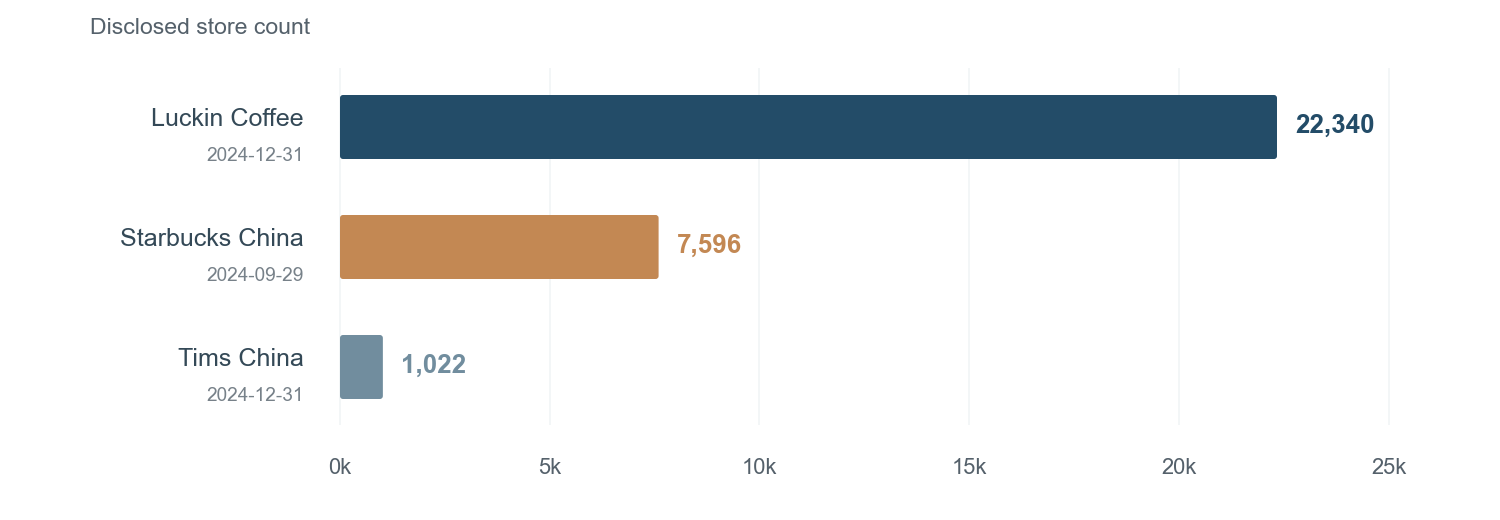 Disclosed store count
Luckin Coffee
2024-12-31
22,340
Starbucks China
2024-09-29
7,596
Tims China
2024-12-31
1,022
0k 5k 10k 15k 20k 25k